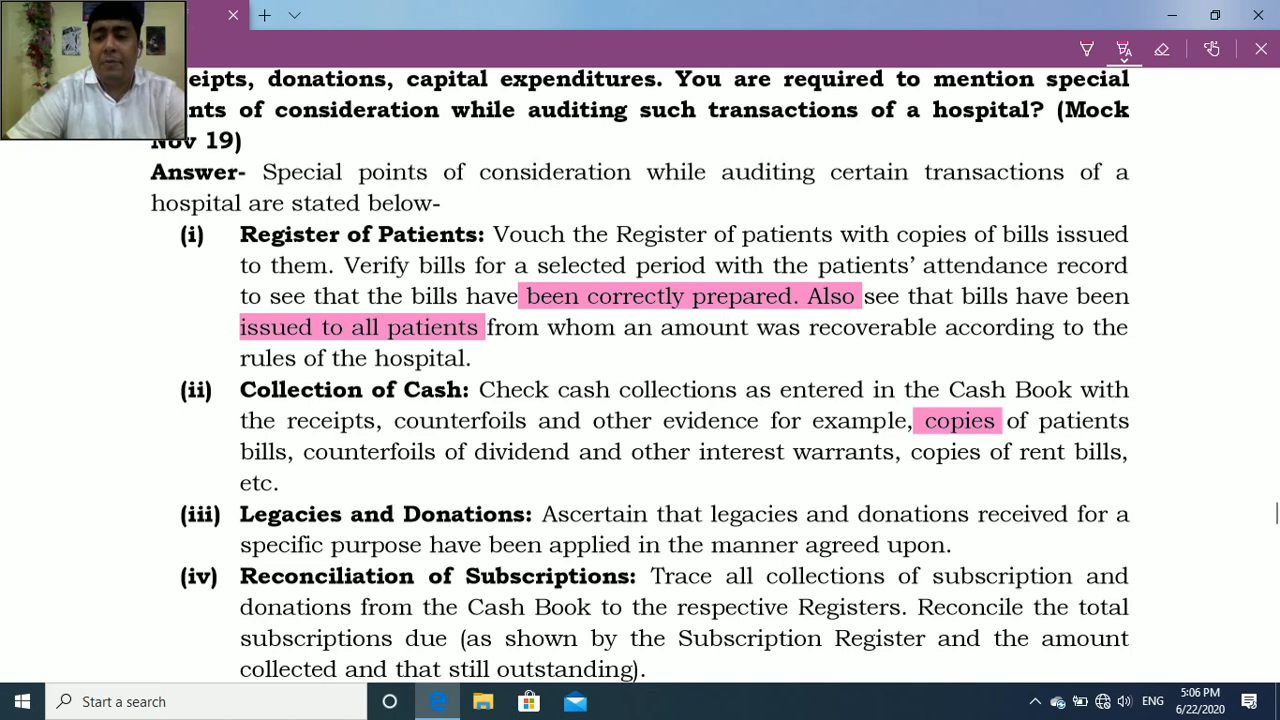 eipts, donations, capital expenditures. You are required to mention special
nts of consideration while auditing such transactions of a hospital? (Mock
Nov 19)
Answer- Special points of consideration while auditing certain transactions of a
hospital are stated below-
(i) Register of Patients: Vouch the Register of patients with copies of bills issued
to them. Verify bills for a selected period with the patients’ attendance record
to see that the bills have been correctly prepared. Also see that bills have been
issued to all patients from whom an amount was recoverable according to the
rules of the hospital.
(ii) Collection of Cash: Check cash collections as entered in the Cash Book with
the receipts, counterfoils and other evidence for example, copies of patients
bills, counterfoils of dividend and other interest warrants, copies of rent bills,
etc.
(iii) Legacies and Donations: Ascertain that legacies and donations received for a
specific purpose have been applied in the manner agreed upon.
(iv) Reconciliation of Subscriptions: Trace all collections of subscription and
donations from the Cash Book to the respective Registers. Reconcile the total
subscriptions due (as shown by the Subscription Register and the amount
collected and that still outstanding).
Start a search
ENG
5:06 PM
6/22/2020